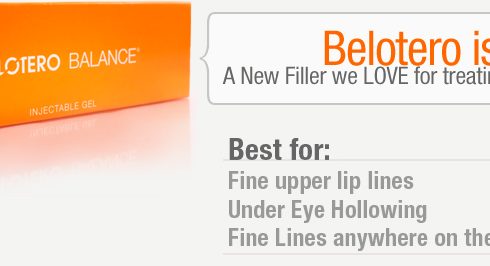 LOTERO BALANCE®
INJECTABLE GEL
Belotero is
A New Filler we LOVE for treatin
Best for:
Fine upper lip lines
Under Eye Hollowing
Fine Lines anywhere on the